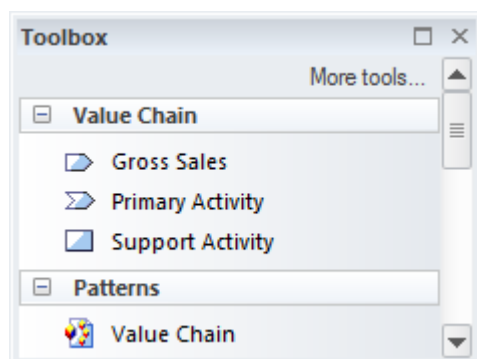 Toolbox
More tools...
Value Chain
Gross Sales
Primary Activity
Support Activity
Patterns
Value Chain